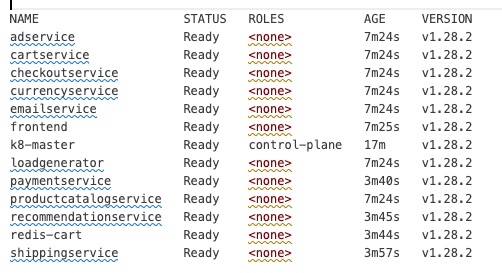 NAME STATUS ROLES AGE VERSION
adservice Ready <none> 7m24s v1.28.2
cartservice Ready <none> 7m24s v1.28.2
checkoutservice Ready <none> 7m24s v1.28.2
currencyservice Ready <none> 7m24s v1.28.2
emailservice Ready <none> 7m24s v1.28.2
frontend Ready <none> 7m25s v1.28.2
k8-master Ready control-plane 17m v1.28.2
loadgenerator Ready <none> 7m24s v1.28.2
paymentservice Ready <none> 3m40s v1.28.2
productcatalogservice Ready <none> 7m24s v1.28.2
recommendationservice Ready <none> 3m45s v1.28.2
redis-cart Ready <none> 3m44s v1.28.2
shippingservice Ready <none> 3m57s v1.28.2